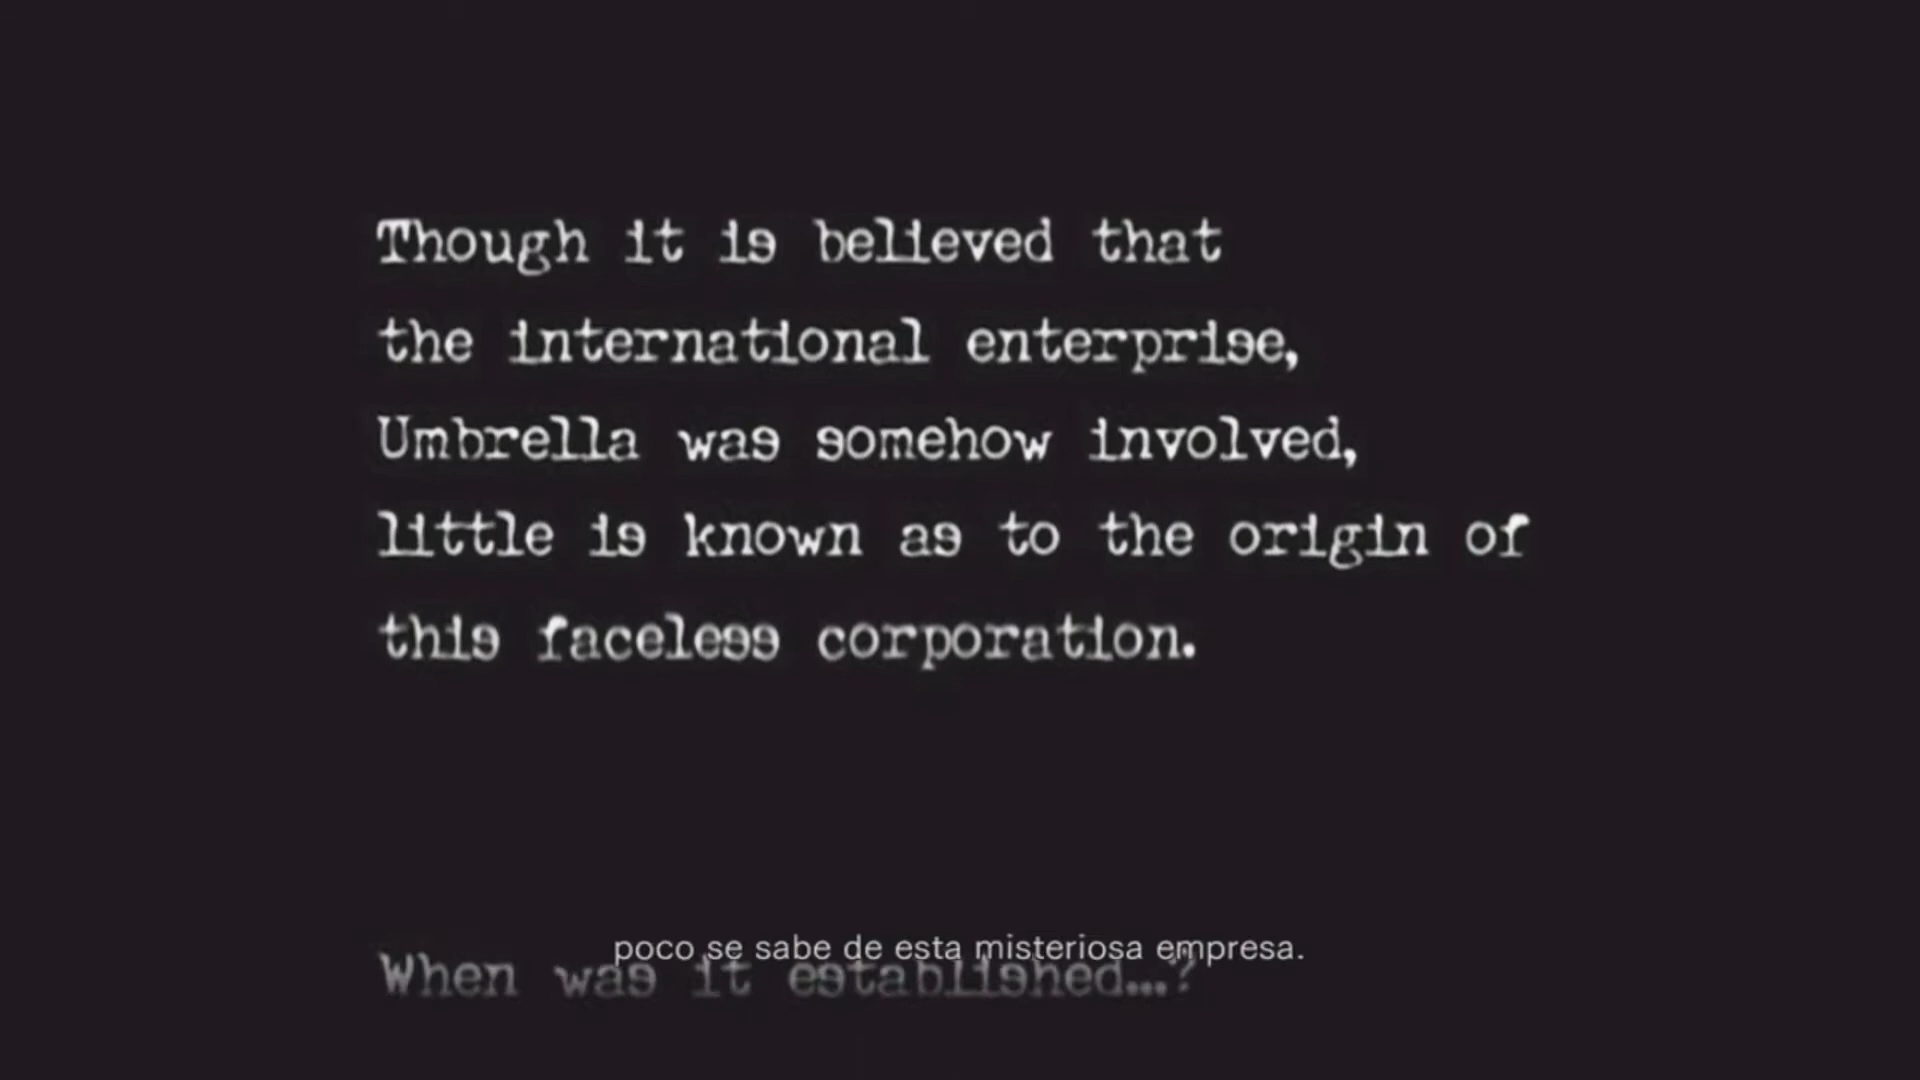 Though it is believed that
the international enterprise,
Umbrella was somehow involved,
little is known as to the origin of
this faceless corporation.
poco se sabe de esta misteriosa empresa.
When was it established...?